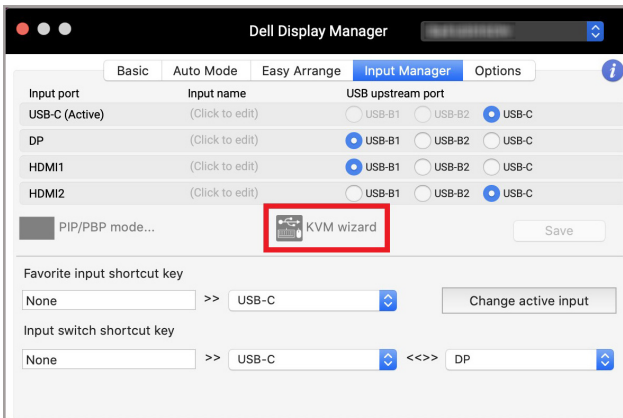 Dell Display Manager
Basic Auto Mode Easy Arrange Input Manager Options i
Input port Input name USB upstream port
USB-C (Active) (Click to edit) USB-B1 USB-B2 USB-C
DP (Click to edit) USB-B1 USB-B2 USB-C
HDMI1 (Click to edit) USB-B1 USB-B2 USB-C
HDMI2 (Click to edit) USB-B1 USB-B2 USB-C
PIP/PBP mode... KVM wizard Save
Favorite input shortcut key
None >> USB-C Change active input
Input switch shortcut key
None >> USB-C <<>> DP